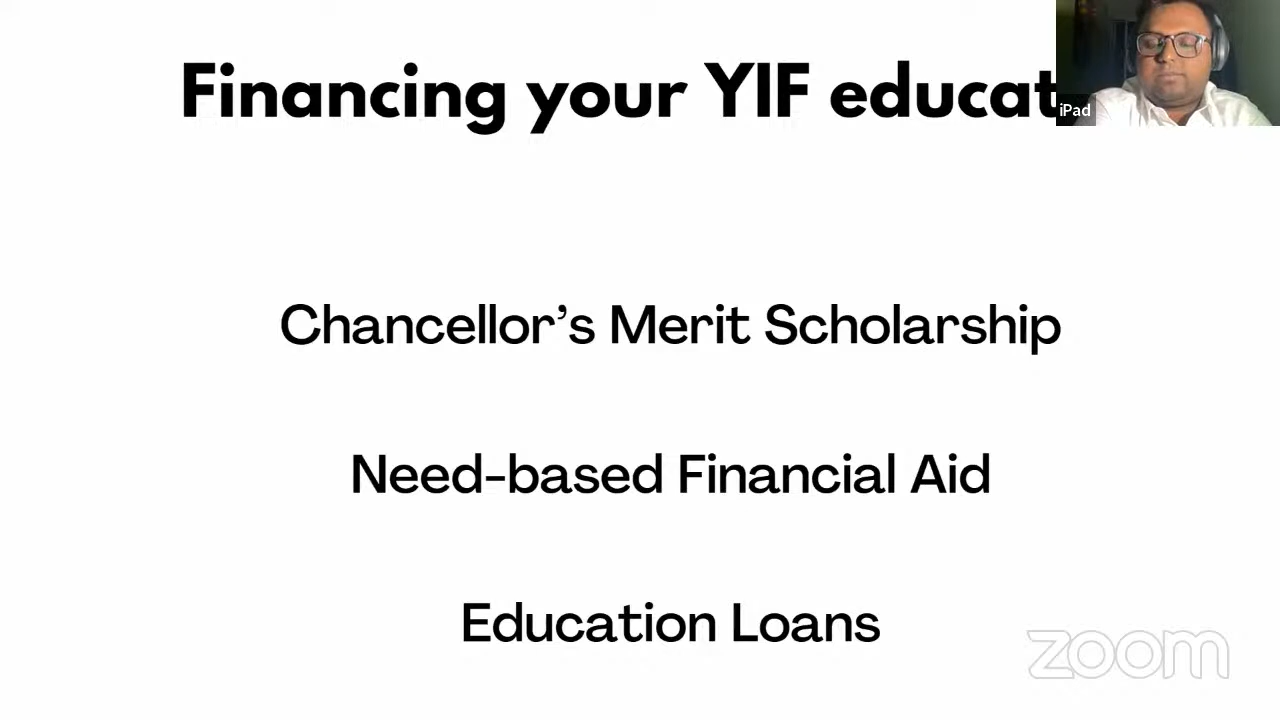 Financing your YIF educat
iPad
Chancellor’s Merit Scholarship
Need-based Financial Aid
Education Loans
zoom